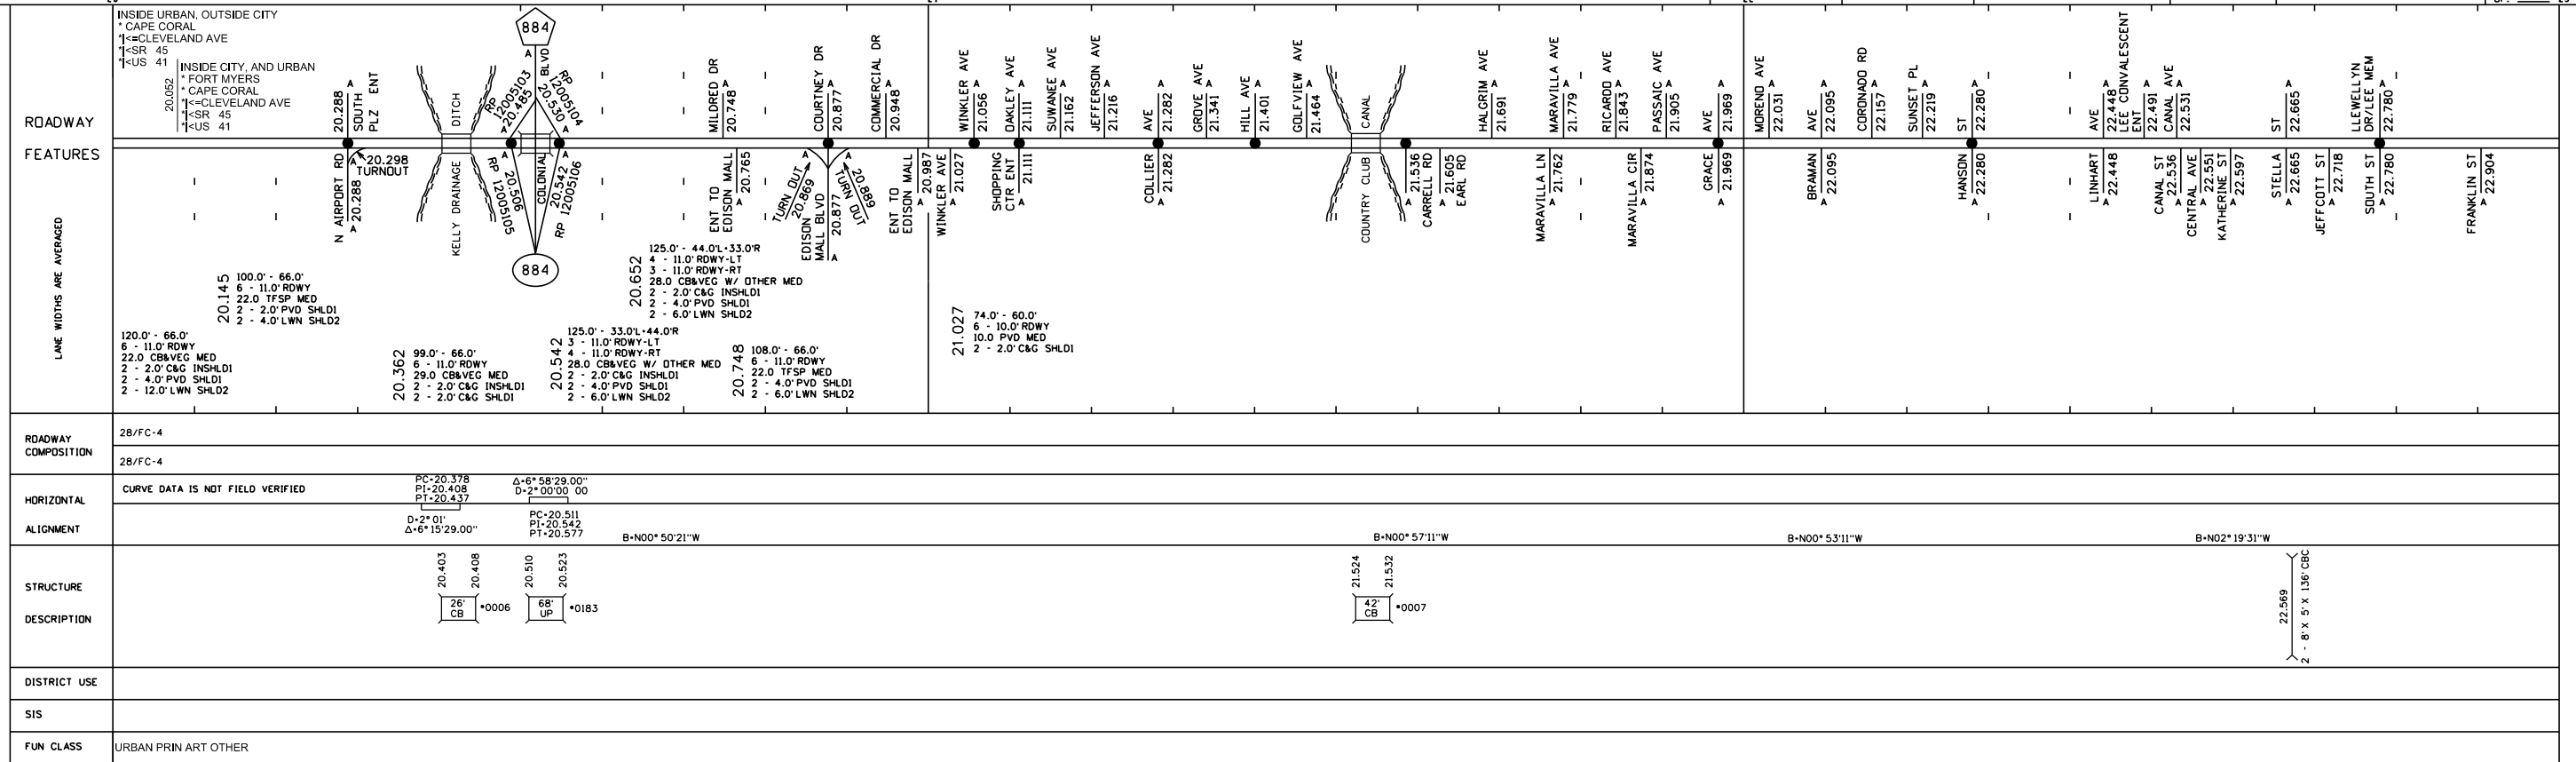 INSIDE URBAN, OUTSIDE CITY
* CAPE CORAL
*|<=CLEVELAND AVE
*|<SR 45
*|<US 41
20.052
INSIDE CITY, AND URBAN
* FORT MYERS
* CAPE CORAL
*|<=CLEVELAND AVE
*|<SR 45
*|<US 41
ROADWAY
FEATURES
LANE WIDTHS ARE AVERAGED
20.288
SOUTH
PLZ ENT
N AIRPORT RD
20.288
20.298
TURNOUT
DITCH
KELLY DRAINAGE
884
BLVD
COLONIAL
RP
12005103
20.485
RP
12005104
20.530
RP 12005105
20.506
20.542
RP 12005106
884
MILDRED DR
20.748
ENT TO
EDISON MALL
20.765
COURTNEY DR
20.877
TURN OUT
20.869
EDISON
MALL BLVD
20.877
20.889
TURN OUT
COMMERCIAL DR
20.948
ENT TO
EDISON MALL
20.987
WINKLER AVE
21.027
WINKLER AVE
21.056
OAKLEY AVE
21.111
SHOPPING
CTR ENT
21.111
SUWANEE AVE
21.162
JEFFERSON AVE
21.216
AVE
21.282
COLLIER
21.282
GROVE AVE
21.341
HILL AVE
21.401
GOLFVIEW AVE
21.464
CANAL
COUNTRY CLUB
21.536
CARRELL RD
21.605
EARL RD
HALGRIM AVE
21.691
MARAVILLA AVE
21.779
MARAVILLA LN
21.762
RICARDO AVE
21.843
MARAVILLA CIR
21.874
PASSAIC AVE
21.905
AVE
21.969
GRACE
21.969
MOREND AVE
22.031
AVE
22.095
BRAMAN
22.095
CORONADO RD
22.157
SUNSET PL
22.219
ST
22.280
HANSON
22.280
AVE
22.448
LINHART
22.448
LEE CONVALESCENT
ENT
22.491
CANAL AVE
22.531
CANAL ST
22.536
CENTRAL AVE
22.551
KATHERINE ST
22.597
ST
22.665
STELLA
22.665
JEFFCOTT ST
22.718
LLEWELLYN
DR/LEE MEM
22.780
SOUTH ST
22.780
FRANKLIN ST
22.904
120.0' - 66.0'
6 - 11.0' RDWY
22.0 CB&VEG MED
2 - 2.0' C&G INSHLD1
2 - 4.0' PVD SHLD1
2 - 12.0' LWN SHLD2
20.145
100.0' - 66.0'
6 - 11.0' RDWY
22.0 TFSP MED
2 - 2.0' PVD SHLD1
2 - 4.0' LWN SHLD2
20.362
99.0' - 66.0'
6 - 11.0' RDWY
29.0 CB&VEG MED
2 - 2.0' C&G INSHLD1
2 - 2.0' C&G SHLD1
20.542
125.0' - 33.0'L+44.0'R
3 - 11.0' RDWY-LT
4 - 11.0' RDWY-RT
28.0 CB&VEG W/ OTHER MED
2 - 2.0' C&G INSHLD1
2 - 4.0' PVD SHLD1
2 - 6.0' LWN SHLD2
20.652
125.0' - 44.0'L+33.0'R
4 - 11.0' RDWY-LT
3 - 11.0' RDWY-RT
28.0 CB&VEG W/ OTHER MED
2 - 2.0' C&G INSHLD1
2 - 4.0' PVD SHLD1
2 - 6.0' LWN SHLD2
20.748
108.0' - 66.0'
6 - 11.0' RDWY
22.0 TFSP MED
2 - 4.0' PVD SHLD1
2 - 6.0' LWN SHLD2
21.027
74.0' - 60.0'
6 - 10.0' RDWY
10.0 PVD MED
2 - 2.0' C&G SHLD1
ROADWAY
COMPOSITION
28/FC-4
28/FC-4
HORIZONTAL
ALIGNMENT
CURVE DATA IS NOT FIELD VERIFIED
PC=20.378
PI=20.408
PT=20.437
D=2° 01'
Δ=6° 15'29.00"
Δ=6° 58'29.00"
D=2° 00'00 00
PC=20.511
PI=20.542
PT=20.577
B=N00° 50'21"W
B=N00° 57'11"W
B=N00° 53'11"W
B=N02° 19'31"W
STRUCTURE
DESCRIPTION
20.403
20.408
26'
CB
*0006
20.510
20.523
68'
UP
*0183
21.524
21.532
42'
CB
*0007
22.569
2 - 8' X 5' X 136' CBC
DISTRICT USE
SIS
FUN CLASS
URBAN PRIN ART OTHER